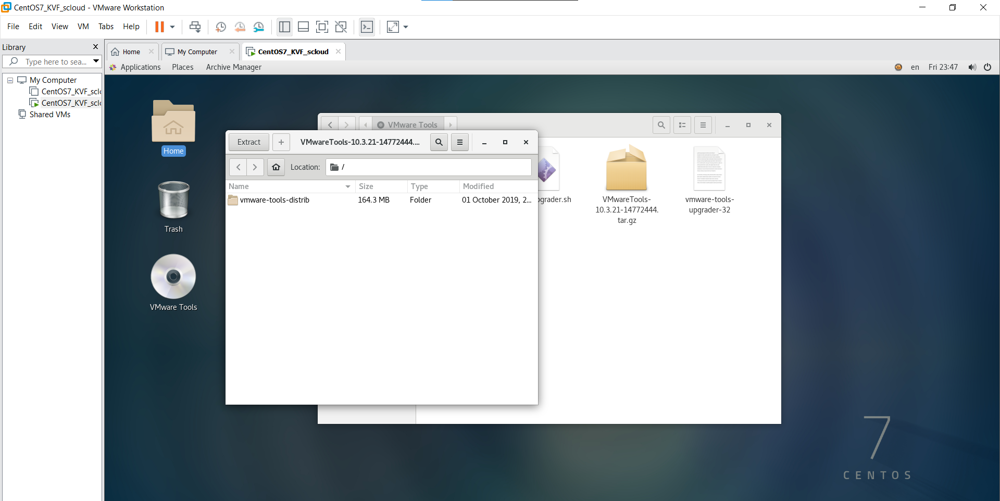 CentOS7_KVF_scloud - VMware Workstation
File Edit View VM Tabs Help
Library
Type here to sea...
My Computer
CentOS7_KVF_sclo
CentOS7_KVF_sclo
Shared VMs
Home
My Computer
CentOS7_KVF_scloud
Applications Places Archive Manager
en Fri 23:47
Home
Trash
VMware Tools
VMware Tools
pgrader.sh
VMwareTools-
10.3.21-14772444.
tar.gz
vmware-tools-
upgrader-32
Extract
VMwareTools-10.3.21-14772444....
Location: /
Name Size Type Modified
vmware-tools-distrib 164.3 MB Folder 01 October 2019, 2...
7
CENTOS